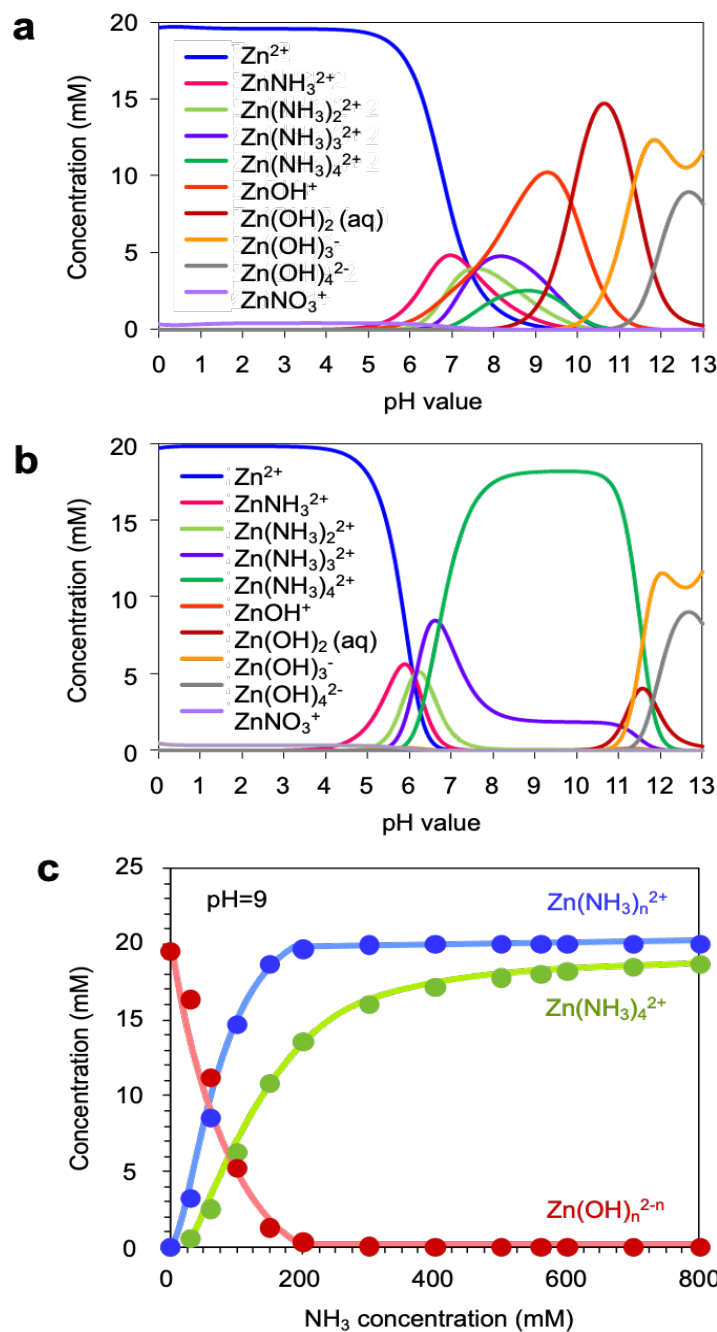 a
20
15
10
5
0
Concentration (mM)
Zn²⁺
ZnNH₃²⁺
Zn(NH₃)₂²⁺
Zn(NH₃)₃²⁺
Zn(NH₃)₄²⁺
ZnOH⁺
Zn(OH)₂ (aq)
Zn(OH)₃⁻
Zn(OH)₄²⁻
ZnNO₃⁺
0 1 2 3 4 5 6 7 8 9 10 11 12 13
pH value
b
20
15
10
5
0
Concentration (mM)
Zn²⁺
ZnNH₃²⁺
Zn(NH₃)₂²⁺
Zn(NH₃)₃²⁺
Zn(NH₃)₄²⁺
ZnOH⁺
Zn(OH)₂ (aq)
Zn(OH)₃⁻
Zn(OH)₄²⁻
ZnNO₃⁺
0 1 2 3 4 5 6 7 8 9 10 11 12 13
pH value
c
25
20
15
10
5
0
Concentration (mM)
pH=9
Zn(NH₃)ₙ²⁺
Zn(NH₃)₄²⁺
Zn(OH)ₙ²⁻ⁿ
0 200 400 600 800
NH₃ concentration (mM)